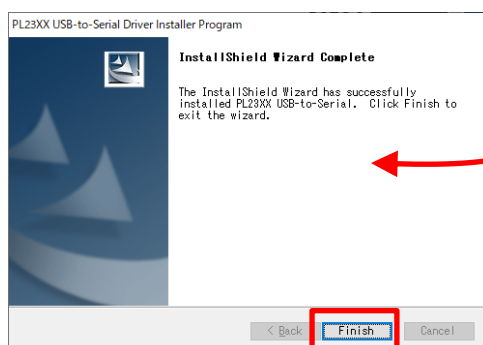 PL23XX USB-to-Serial Driver Installer Program
InstallShield Wizard Complete
The InstallShield Wizard has successfully
installed PL23XX USB-to-Serial. Click Finish to
exit the wizard.
< Back Finish Cancel